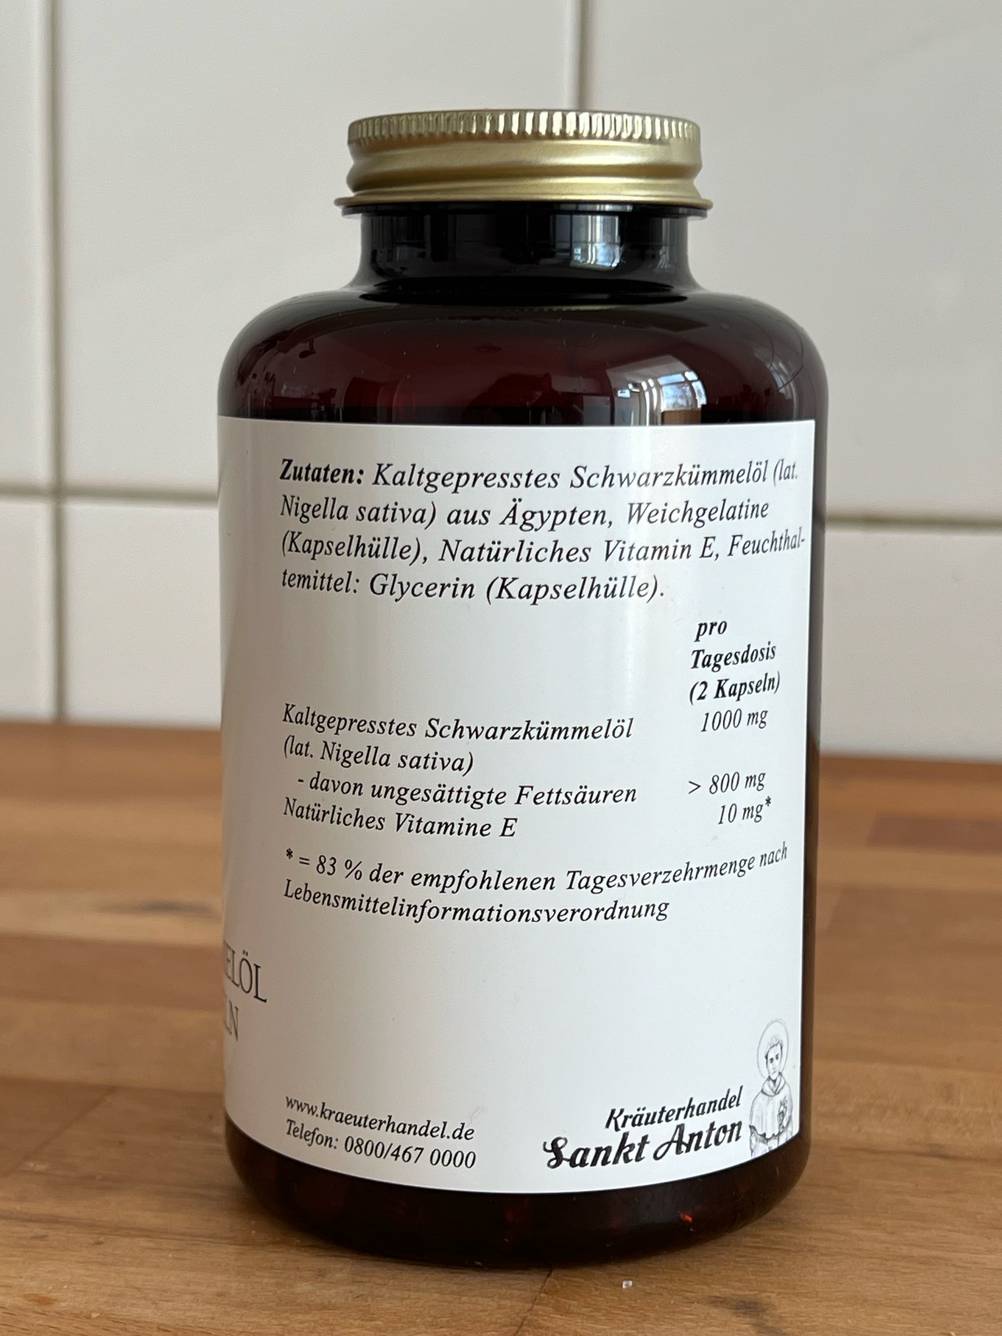 Zutaten: Kaltgepresstes Schwarzkümmelöl (lat.
Nigella sativa) aus Ägypten, Weichgelatine
(Kapselhülle), Natürliches Vitamin E, Feuchthal-
temittel: Glycerin (Kapselhülle).
pro
Tagesdosis
(2 Kapseln)
Kaltgepresstes Schwarzkümmelöl 1000 mg
(lat. Nigella sativa)
- davon ungesättigte Fettsäuren > 800 mg
Natürliches Vitamine E 10 mg*
* = 83 % der empfohlenen Tagesverzehrmenge nach
Lebensmittelinformationsverordnung
ELÖL
LN
www.kraeuterhandel.de
Telefon: 0800/467 0000
Kräuterhandel
Sankt Anton